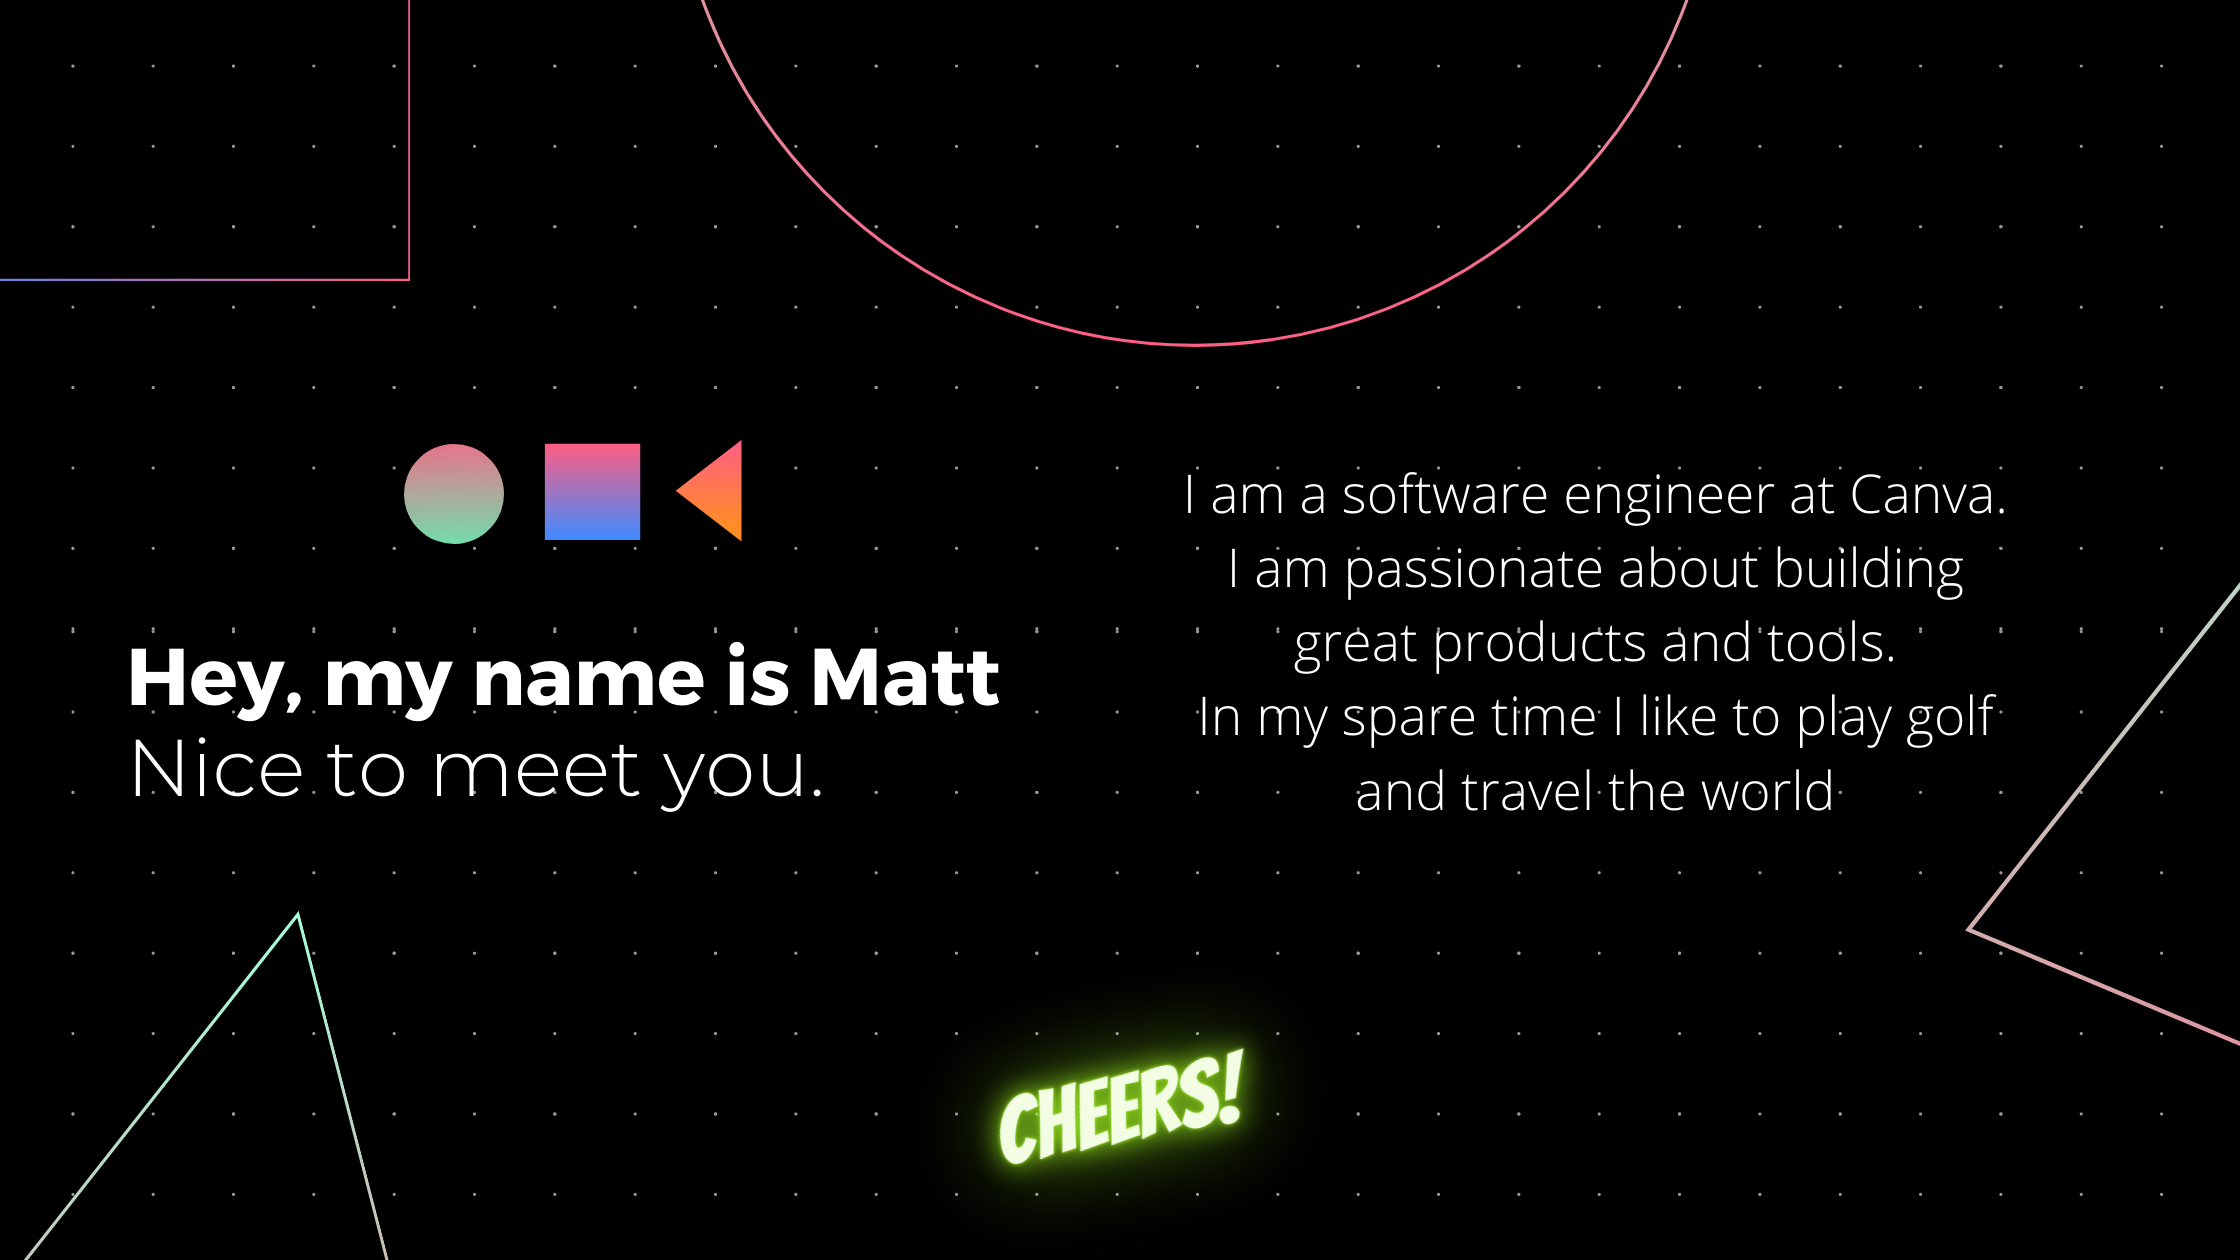 Hey, my name is Matt
Nice to meet you.
I am a software engineer at Canva.
I am passionate about building
great products and tools.
In my spare time I like to play golf
and travel the world
CHEERS!